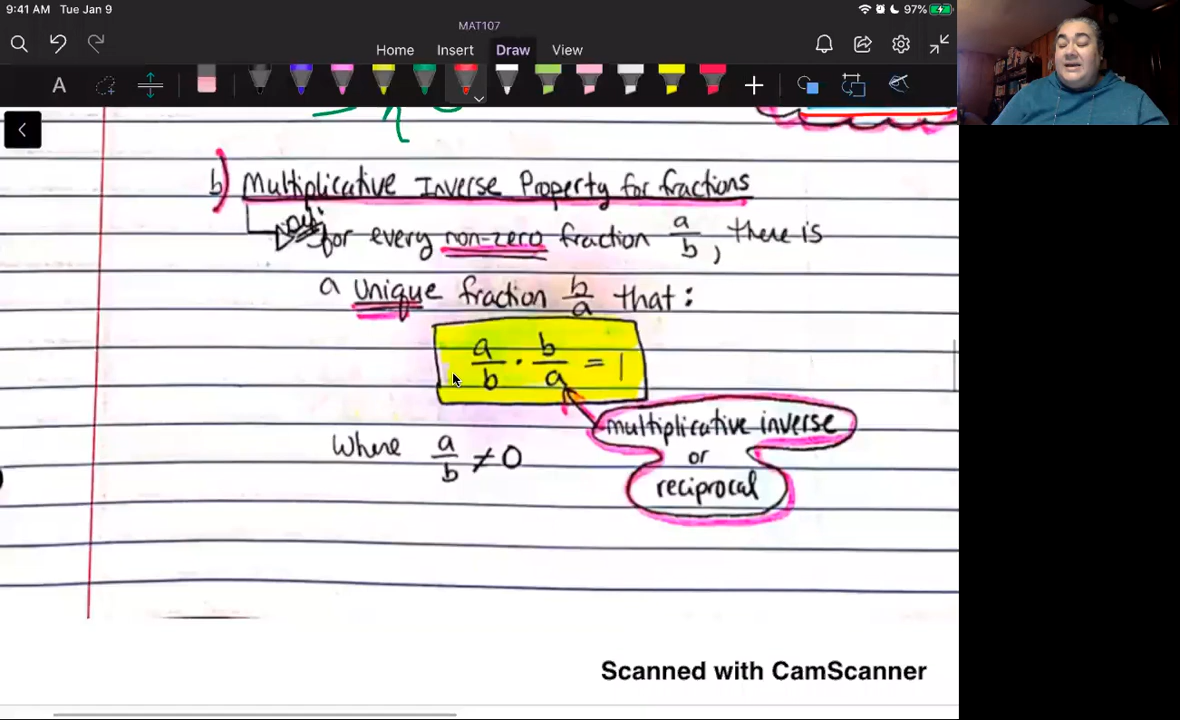 9:41 AM Tue Jan 9
97%
MAT107
Home Insert Draw View
A
b) Multiplicative Inverse Property for fractions
Def: for every non-zero fraction a/b, there is
a unique fraction b/a that:
a/b · b/a = 1
multiplicative inverse
where a/b ≠ 0
or
reciprocal
Scanned with CamScanner